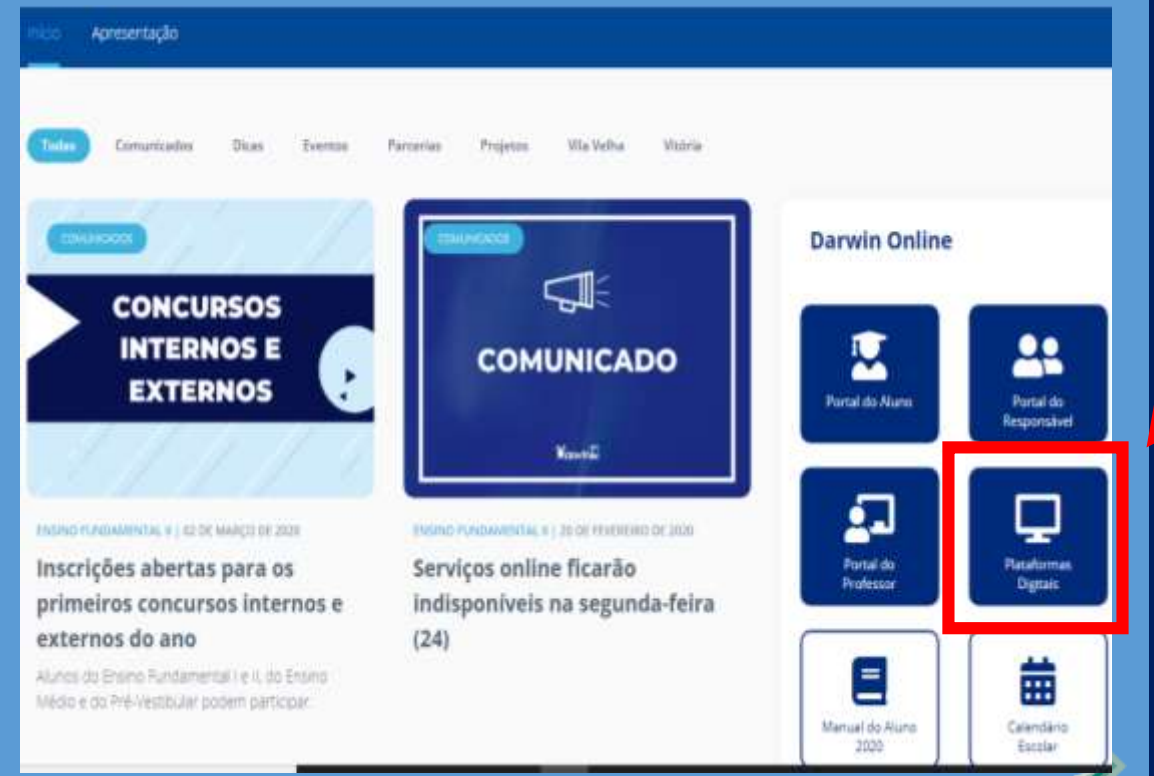 Início Apresentação
Todas Comunicados Dicas Eventos Parcerias Projetos Vila Velha Vitória
COMUNICADOS
CONCURSOS
INTERNOS E
EXTERNOS
ENSINO FUNDAMENTAL II | 02 DE MARÇO DE 2020
Inscrições abertas para os
primeiros concursos internos e
externos do ano
Alunos do Ensino Fundamental I e II, do Ensino
Médio e do Pré-Vestibular podem participar.
COMUNICADOS
COMUNICADO
Darwin
ENSINO FUNDAMENTAL II | 20 DE FEVEREIRO DE 2020
Serviços online ficarão
indisponíveis na segunda-feira
(24)
Darwin Online
Portal do Aluno
Portal do
Responsável
Portal do
Professor
Plataformas
Digitais
Manual do Aluno
2020
Calendário
Escolar